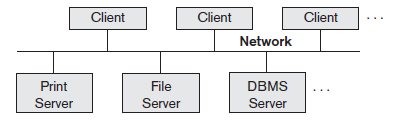 Client Client Client . . .
Network
Print File DBMS . . .
Server Server Server